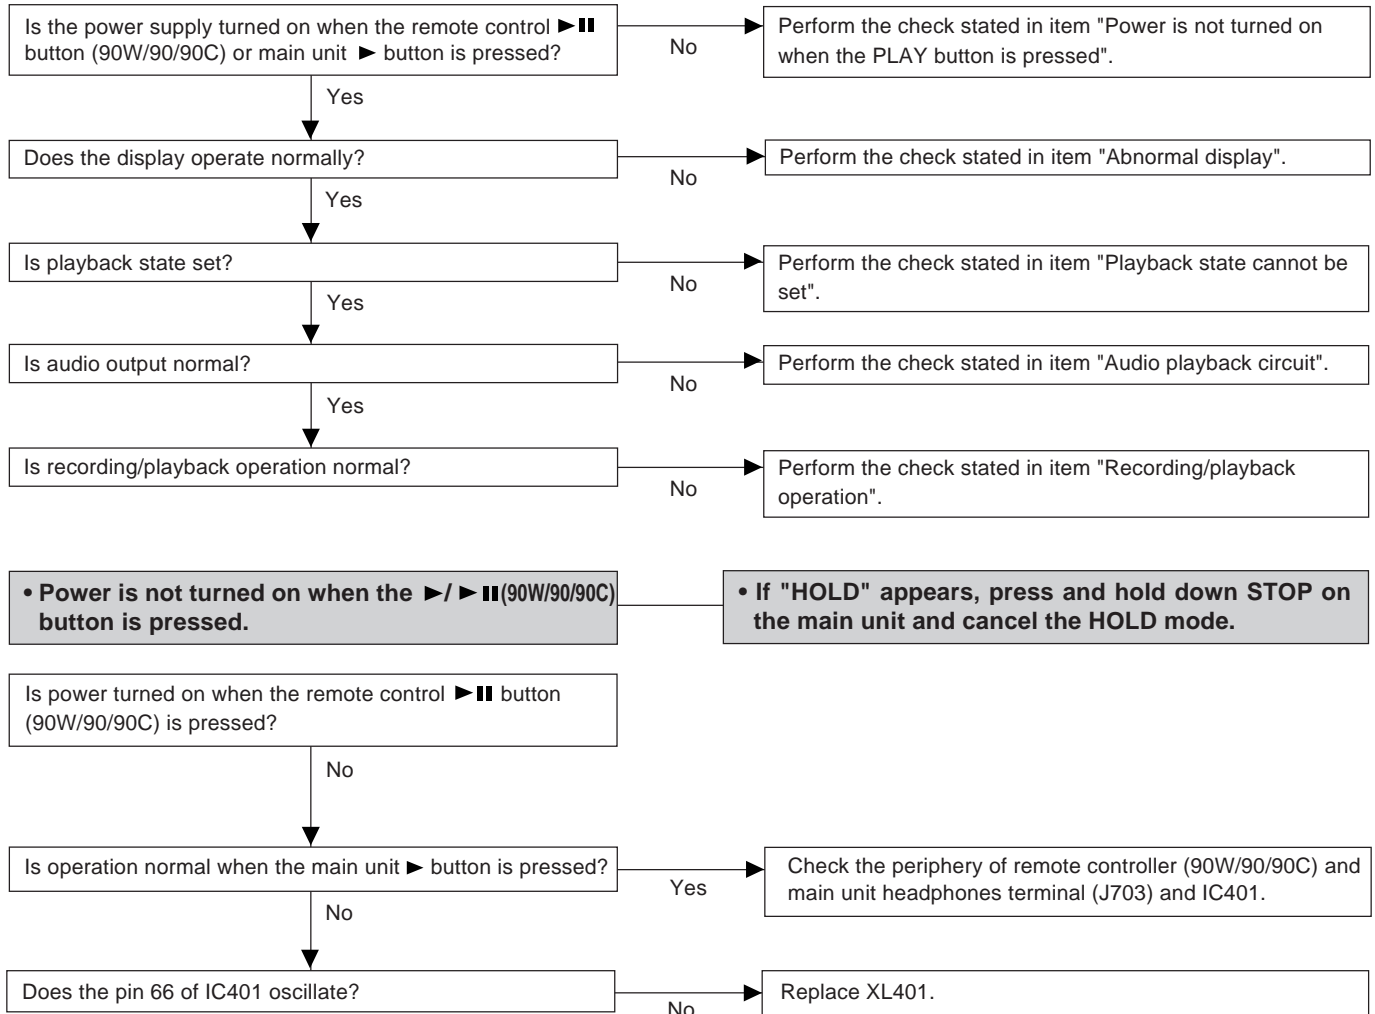 Is the power supply turned on when the remote control ►II
button (90W/90/90C) or main unit ► button is pressed?
No
Perform the check stated in item "Power is not turned on
when the PLAY button is pressed".
Yes
Does the display operate normally?
No
Perform the check stated in item "Abnormal display".
Yes
Is playback state set?
No
Perform the check stated in item "Playback state cannot be
set".
Yes
Is audio output normal?
No
Perform the check stated in item "Audio playback circuit".
Yes
Is recording/playback operation normal?
No
Perform the check stated in item "Recording/playback
operation".
• Power is not turned on when the ►/ ►II(90W/90/90C)
button is pressed.
• If "HOLD" appears, press and hold down STOP on
the main unit and cancel the HOLD mode.
Is power turned on when the remote control ►II button
(90W/90/90C) is pressed?
No
Is operation normal when the main unit ► button is pressed?
Yes
Check the periphery of remote controller (90W/90/90C) and
main unit headphones terminal (J703) and IC401.
No
Does the pin 66 of IC401 oscillate?
No
Replace XL401.